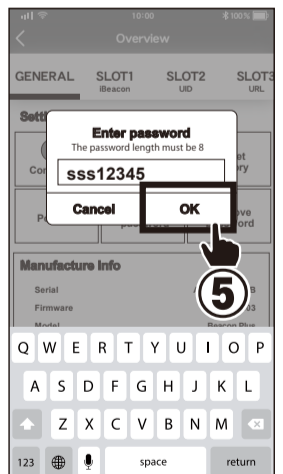 10:00 100%
Overview
GENERAL SLOT1 SLOT2 SLOT3
iBeacon UID URL
Enter password
The password length must be 8
sss12345
Cancel OK
5
Manufacture Info
Serial
Firmware 03
Model Beacon Plus
Q W E R T Y U I O P
A S D F G H J K L
Z X C V B N M
123 space return